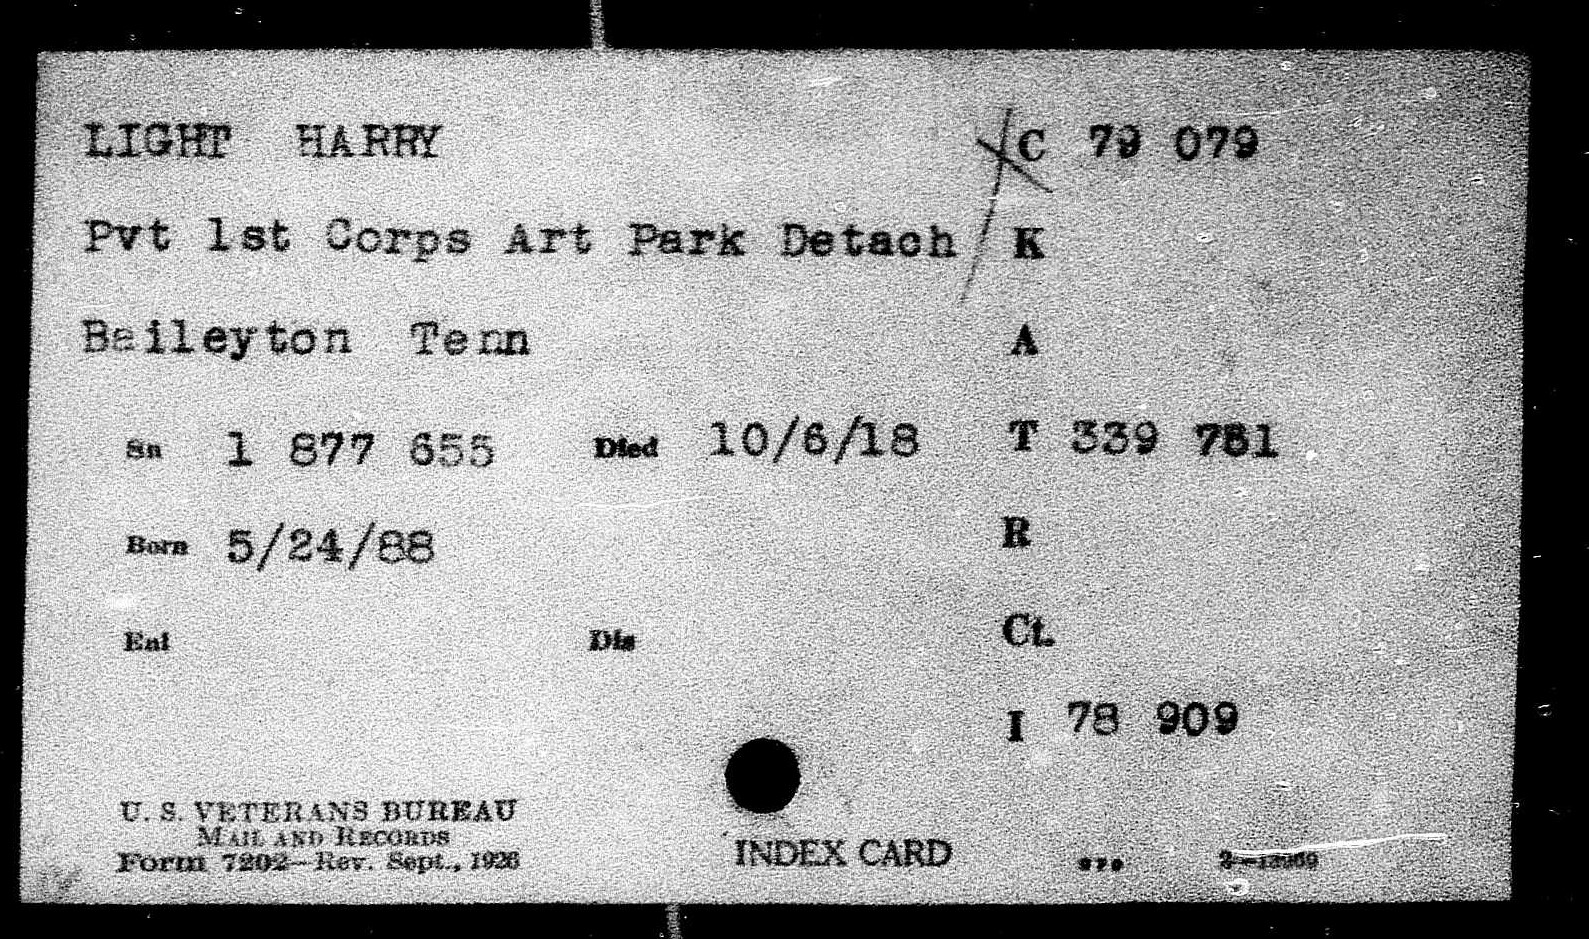 LIGHT HARRY C 79 079
Pvt 1st Corps Art Park Detach K
Baileyton Tenn A
Sn 1 877 655 Died 10/6/18 T 339 781
Born 5/24/88 R
Enl Dis Ct.
I 78 909
U. S. VETERANS BUREAU
MAIL AND RECORDS
Form 7202—Rev. Sept., 1926
INDEX CARD